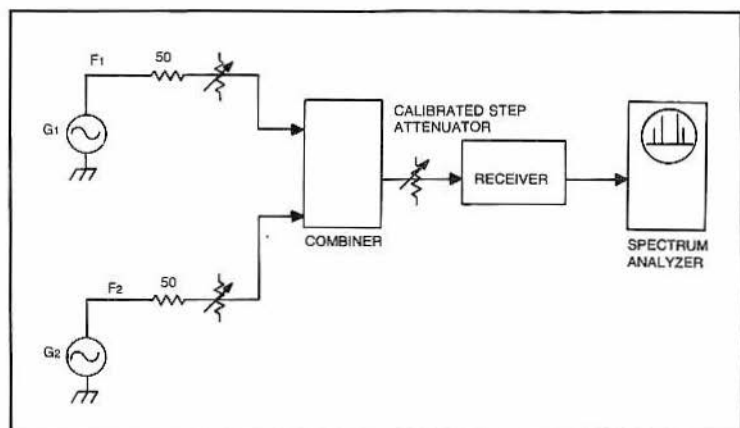 F1
50
G1
CALIBRATED STEP
ATTENUATOR
RECEIVER
COMBINER
SPECTRUM
ANALYZER
F2
50
G2